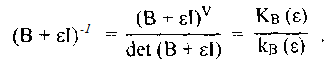 (B + εI)⁻¹ = (B + εI)ⱽ / det (B + εI) = K_B (ε) / k_B (ε) .